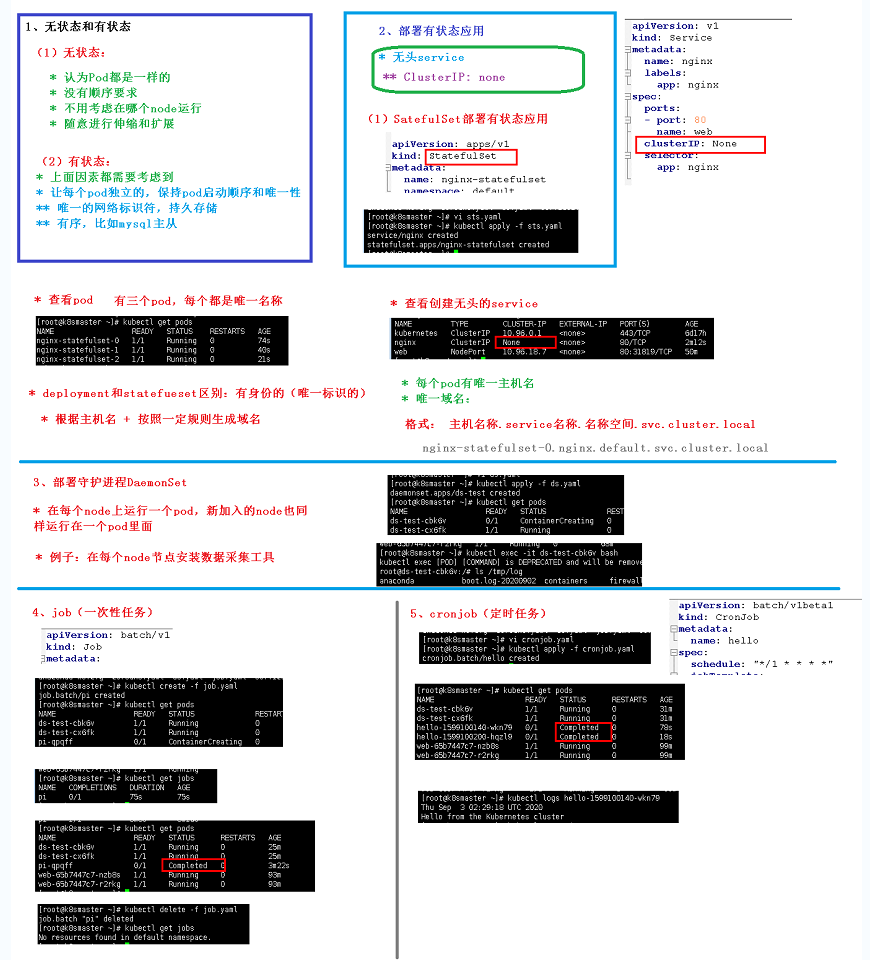 1、无状态和有状态
（1）无状态:
* 认为Pod都是一样的
* 没有顺序要求
* 不用考虑在哪个node运行
* 随意进行伸缩和扩展
（2）有状态:
* 上面因素都需要考虑到
* 让每个pod独立的，保持pod启动顺序和唯一性
** 唯一的网络标识符，持久存储
** 有序，比如mysql主从
2、部署有状态应用
* 无头service
** ClusterIP: none
（1）SatefulSet部署有状态应用
apiVersion: apps/v1
kind: StatefulSet
metadata:
name: nginx-statefulset
namespace: default
[root@k8smaster ~]# vi sts.yaml
[root@k8smaster ~]# kubectl apply -f sts.yaml
service/nginx created
statefulset.apps/nginx-statefulset created
apiVersion: v1
kind: Service
metadata:
name: nginx
labels:
app: nginx
spec:
ports:
- port: 80
name: web
clusterIP: None
selector:
app: nginx
* 查看pod 有三个pod，每个都是唯一名称
[root@k8smaster ~]# kubectl get pods
NAME READY STATUS RESTARTS AGE
nginx-statefulset-0 1/1 Running 0 74s
nginx-statefulset-1 1/1 Running 0 40s
nginx-statefulset-2 1/1 Running 0 21s
* deployment和statefueset区别: 有身份的（唯一标识的）
* 根据主机名 + 按照一定规则生成域名
* 查看创建无头的service
NAME TYPE CLUSTER-IP EXTERNAL-IP PORT(S) AGE
kubernetes ClusterIP 10.96.0.1 <none> 443/TCP 6d17h
nginx ClusterIP None <none> 80/TCP 2m12s
web NodePort 10.96.18.7 <none> 80:31819/TCP 50m
* 每个pod有唯一主机名
* 唯一域名:
格式: 主机名称.service名称.名称空间.svc.cluster.local
nginx-statefulset-0.nginx.default.svc.cluster.local
3、部署守护进程DaemonSet
* 在每个node上运行一个pod，新加入的node也同
样运行在一个pod里面
* 例子: 在每个node节点安装数据采集工具
[root@k8smaster ~]# vi ds.yaml
[root@k8smaster ~]# kubectl apply -f ds.yaml
daemonset.apps/ds-test created
[root@k8smaster ~]# kubectl get pods
NAME READY STATUS REST
ds-test-cbk6v 0/1 ContainerCreating 0
ds-test-cx6fk 1/1 Running 0
web-65b7447c7-r2rkg 1/1 Running 0 68m
[root@k8smaster ~]# kubectl exec -it ds-test-cbk6v bash
kubectl exec [POD] [COMMAND] is DEPRECATED and will be remove
root@ds-test-cbk6v:/# ls /tmp/log
anaconda boot.log-20200902 containers firewall
4、job（一次性任务）
apiVersion: batch/v1
kind: Job
metadata:
[root@k8smaster ~]# kubectl create -f job.yaml
job.batch/pi created
[root@k8smaster ~]# kubectl get pods
NAME READY STATUS RESTAR
ds-test-cbk6v 1/1 Running 0
ds-test-cx6fk 1/1 Running 0
pi-qpqff 0/1 ContainerCreating 0
web-65b7447c7-r2rkg 1/1 Running
[root@k8smaster ~]# kubectl get jobs
NAME COMPLETIONS DURATION AGE
pi 0/1 75s 75s
[root@k8smaster ~]# kubectl get pods
NAME READY STATUS RESTARTS AGE
ds-test-cbk6v 1/1 Running 0 25m
ds-test-cx6fk 1/1 Running 0 25m
pi-qpqff 0/1 Completed 0 3m22s
web-65b7447c7-nzb8s 1/1 Running 0 93m
web-65b7447c7-r2rkg 1/1 Running 0 93m
[root@k8smaster ~]# kubectl delete -f job.yaml
job.batch "pi" deleted
[root@k8smaster ~]# kubectl get jobs
No resources found in default namespace.
5、cronjob（定时任务）
[root@k8smaster ~]# vi cronjob.yaml
[root@k8smaster ~]# kubectl apply -f cronjob.yaml
cronjob.batch/hello created
apiVersion: batch/v1beta1
kind: CronJob
metadata:
name: hello
spec:
schedule: "*/1 * * * *"
jobTemplate:
[root@k8smaster ~]# kubectl get pods
NAME READY STATUS RESTARTS AGE
ds-test-cbk6v 1/1 Running 0 31m
ds-test-cx6fk 1/1 Running 0 31m
hello-1599100140-wkn79 0/1 Completed 0 78s
hello-1599100200-hqzl9 0/1 Completed 0 18s
web-65b7447c7-nzb8s 1/1 Running 0 99m
web-65b7447c7-r2rkg 1/1 Running 0 99m
[root@k8smaster ~]# kubectl logs hello-1599100140-wkn79
Thu Sep 3 02:29:18 UTC 2020
Hello from the Kubernetes cluster